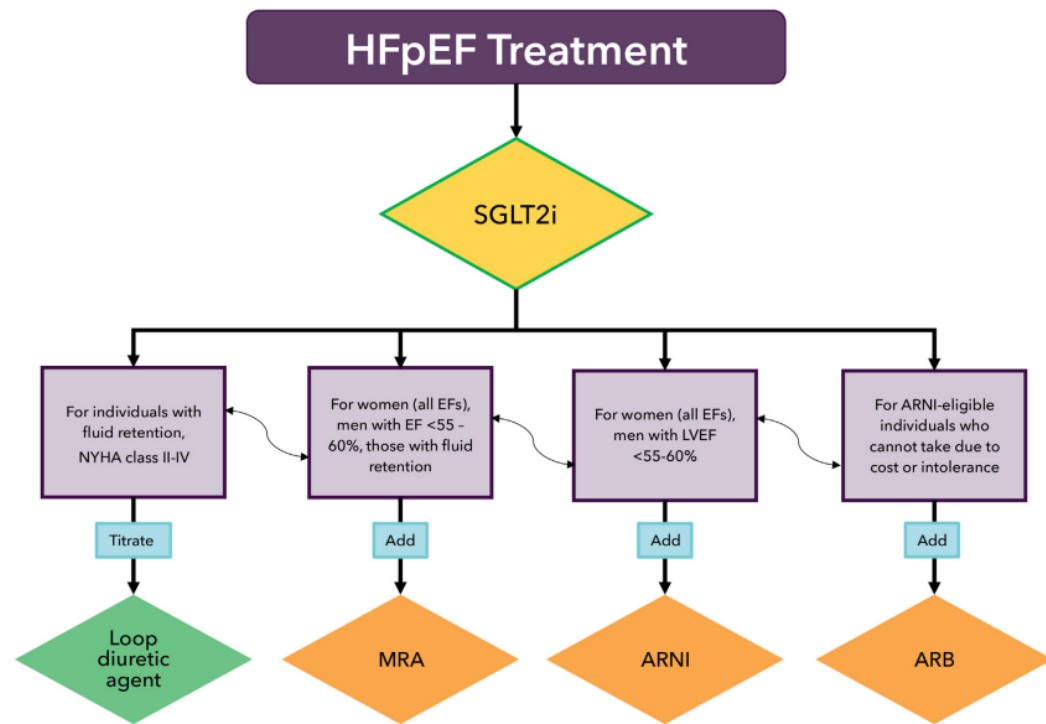 HFpEF Treatment
SGLT2i
For individuals with
fluid retention,
NYHA class II-IV
For women (all EFs),
men with EF <55 –
60%, those with fluid
retention
For women (all EFs),
men with LVEF
<55-60%
For ARNI-eligible
individuals who
cannot take due to
cost or intolerance
Titrate
Add
Add
Add
Loop
diuretic
agent
MRA
ARNI
ARB